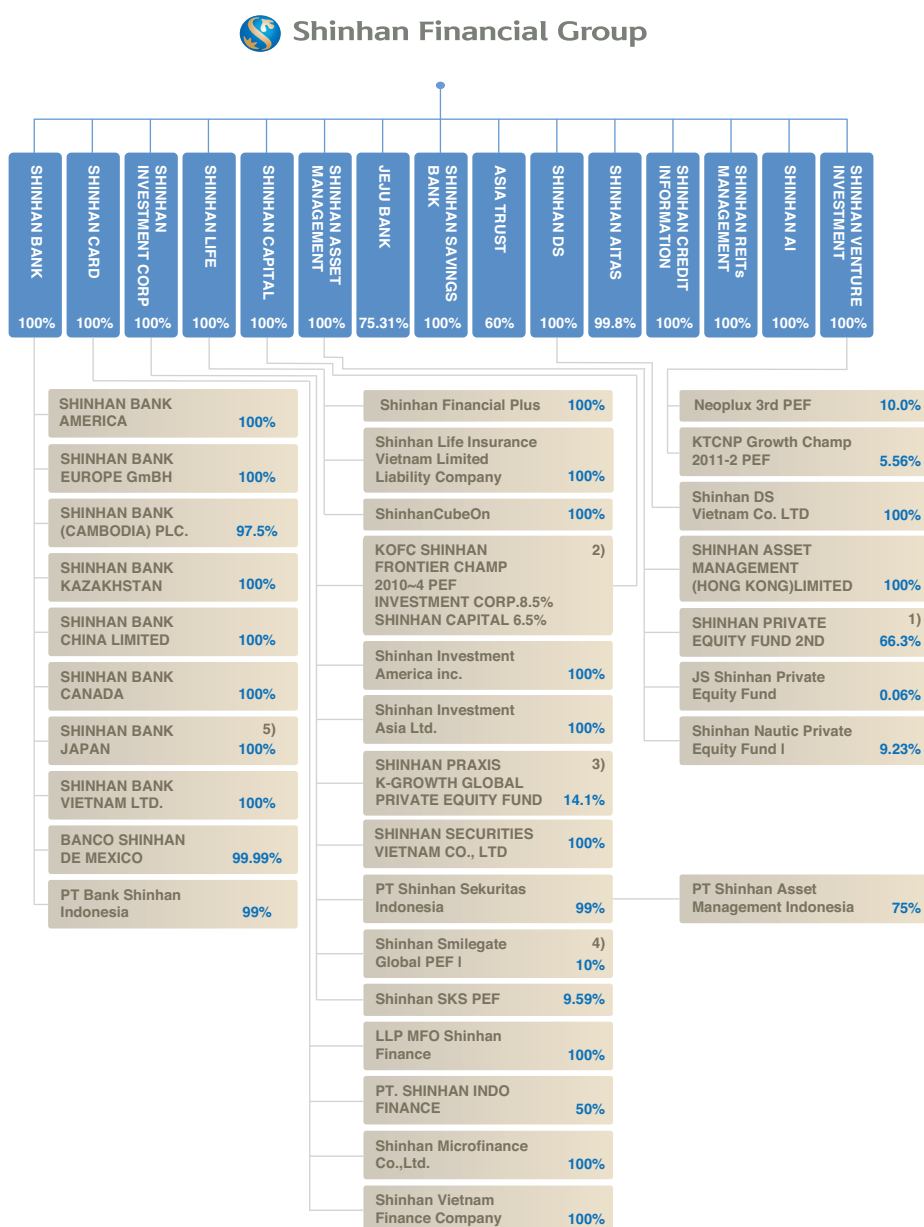 Shinhan Financial Group
SHINHAN BANK
100%
SHINHAN CARD
100%
SHINHAN
INVESTMENT CORP
100%
SHINHAN LIFE
100%
SHINHAN CAPITAL
100%
SHINHAN ASSET
MANAGEMENT
100%
JEJU BANK
75.31%
SHINHAN SAVINGS
BANK
100%
ASIA TRUST
60%
SHINHAN DS
100%
SHINHAN AITAS
99.8%
SHINHAN CREDIT
INFORMATION
100%
SHINHAN REITs
MANAGEMENT
100%
SHINHAN AI
100%
SHINHAN VENTURE
INVESTMENT
100%
SHINHAN BANK
AMERICA 100%
SHINHAN BANK
EUROPE GmBH 100%
SHINHAN BANK
(CAMBODIA) PLC. 97.5%
SHINHAN BANK
KAZAKHSTAN 100%
SHINHAN BANK
CHINA LIMITED 100%
SHINHAN BANK
CANADA 100%
SHINHAN BANK 5)
JAPAN 100%
SHINHAN BANK
VIETNAM LTD. 100%
BANCO SHINHAN
DE MEXICO 99.99%
PT Bank Shinhan
Indonesia 99%
Shinhan Financial Plus 100%
Shinhan Life Insurance
Vietnam Limited
Liability Company 100%
ShinhanCubeOn 100%
KOFC SHINHAN 2)
FRONTIER CHAMP
2010~4 PEF
INVESTMENT CORP.8.5%
SHINHAN CAPITAL 6.5%
Shinhan Investment
America inc. 100%
Shinhan Investment
Asia Ltd. 100%
SHINHAN PRAXIS 3)
K-GROWTH GLOBAL
PRIVATE EQUITY FUND 14.1%
SHINHAN SECURITIES
VIETNAM CO., LTD 100%
PT Shinhan Sekuritas
Indonesia 99%
Shinhan Smilegate 4)
Global PEF I 10%
Shinhan SKS PEF 9.59%
LLP MFO Shinhan
Finance 100%
PT. SHINHAN INDO
FINANCE 50%
Shinhan Microfinance
Co.,Ltd. 100%
Shinhan Vietnam
Finance Company 100%
Neoplux 3rd PEF 10.0%
KTCNP Growth Champ
2011-2 PEF 5.56%
Shinhan DS
Vietnam Co. LTD 100%
SHINHAN ASSET
MANAGEMENT
(HONG KONG)LIMITED 100%
SHINHAN PRIVATE 1)
EQUITY FUND 2ND 66.3%
JS Shinhan Private
Equity Fund 0.06%
Shinhan Nautic Private
Equity Fund I 9.23%
PT Shinhan Asset
Management Indonesia 75%